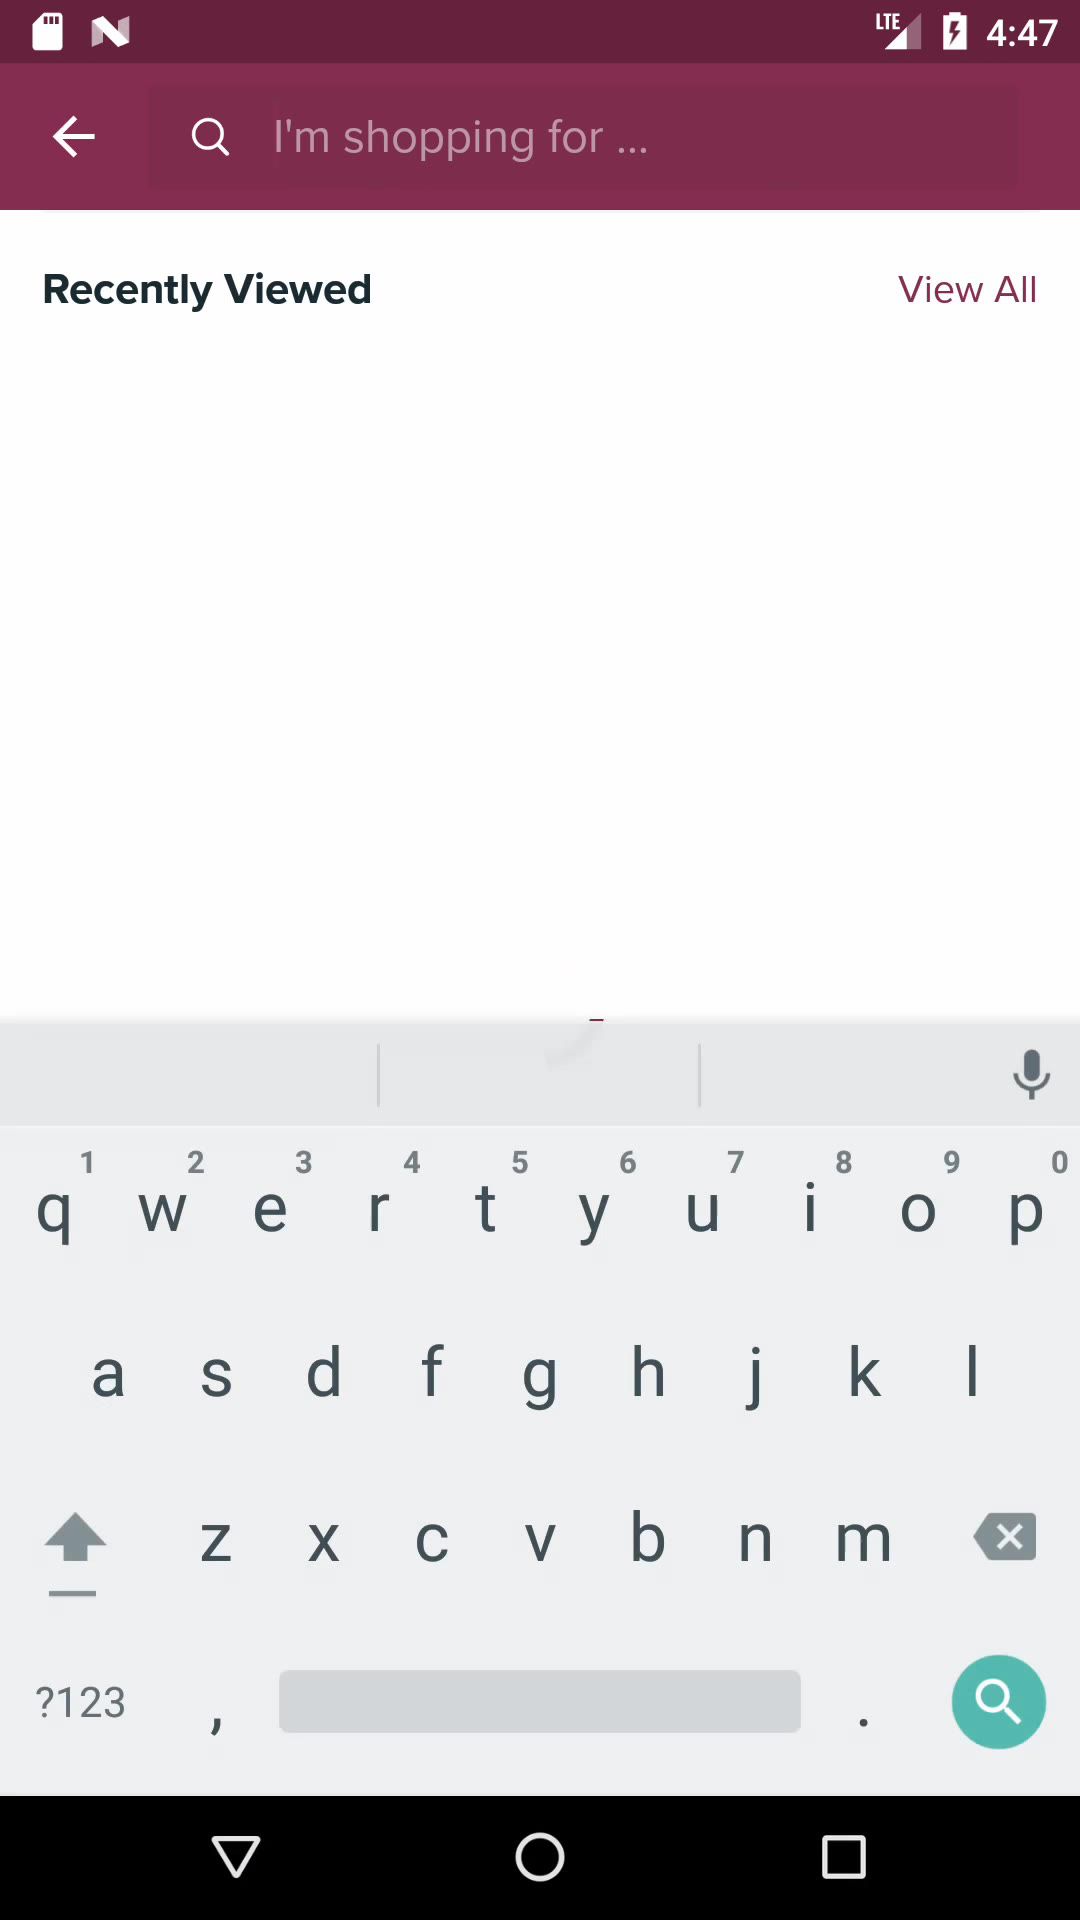 LTE 4:47
I'm shopping for ...
Recently Viewed View All
1 2 3 4 5 6 7 8 9 0
q w e r t y u i o p
a s d f g h j k l
z x c v b n m
?123 , .